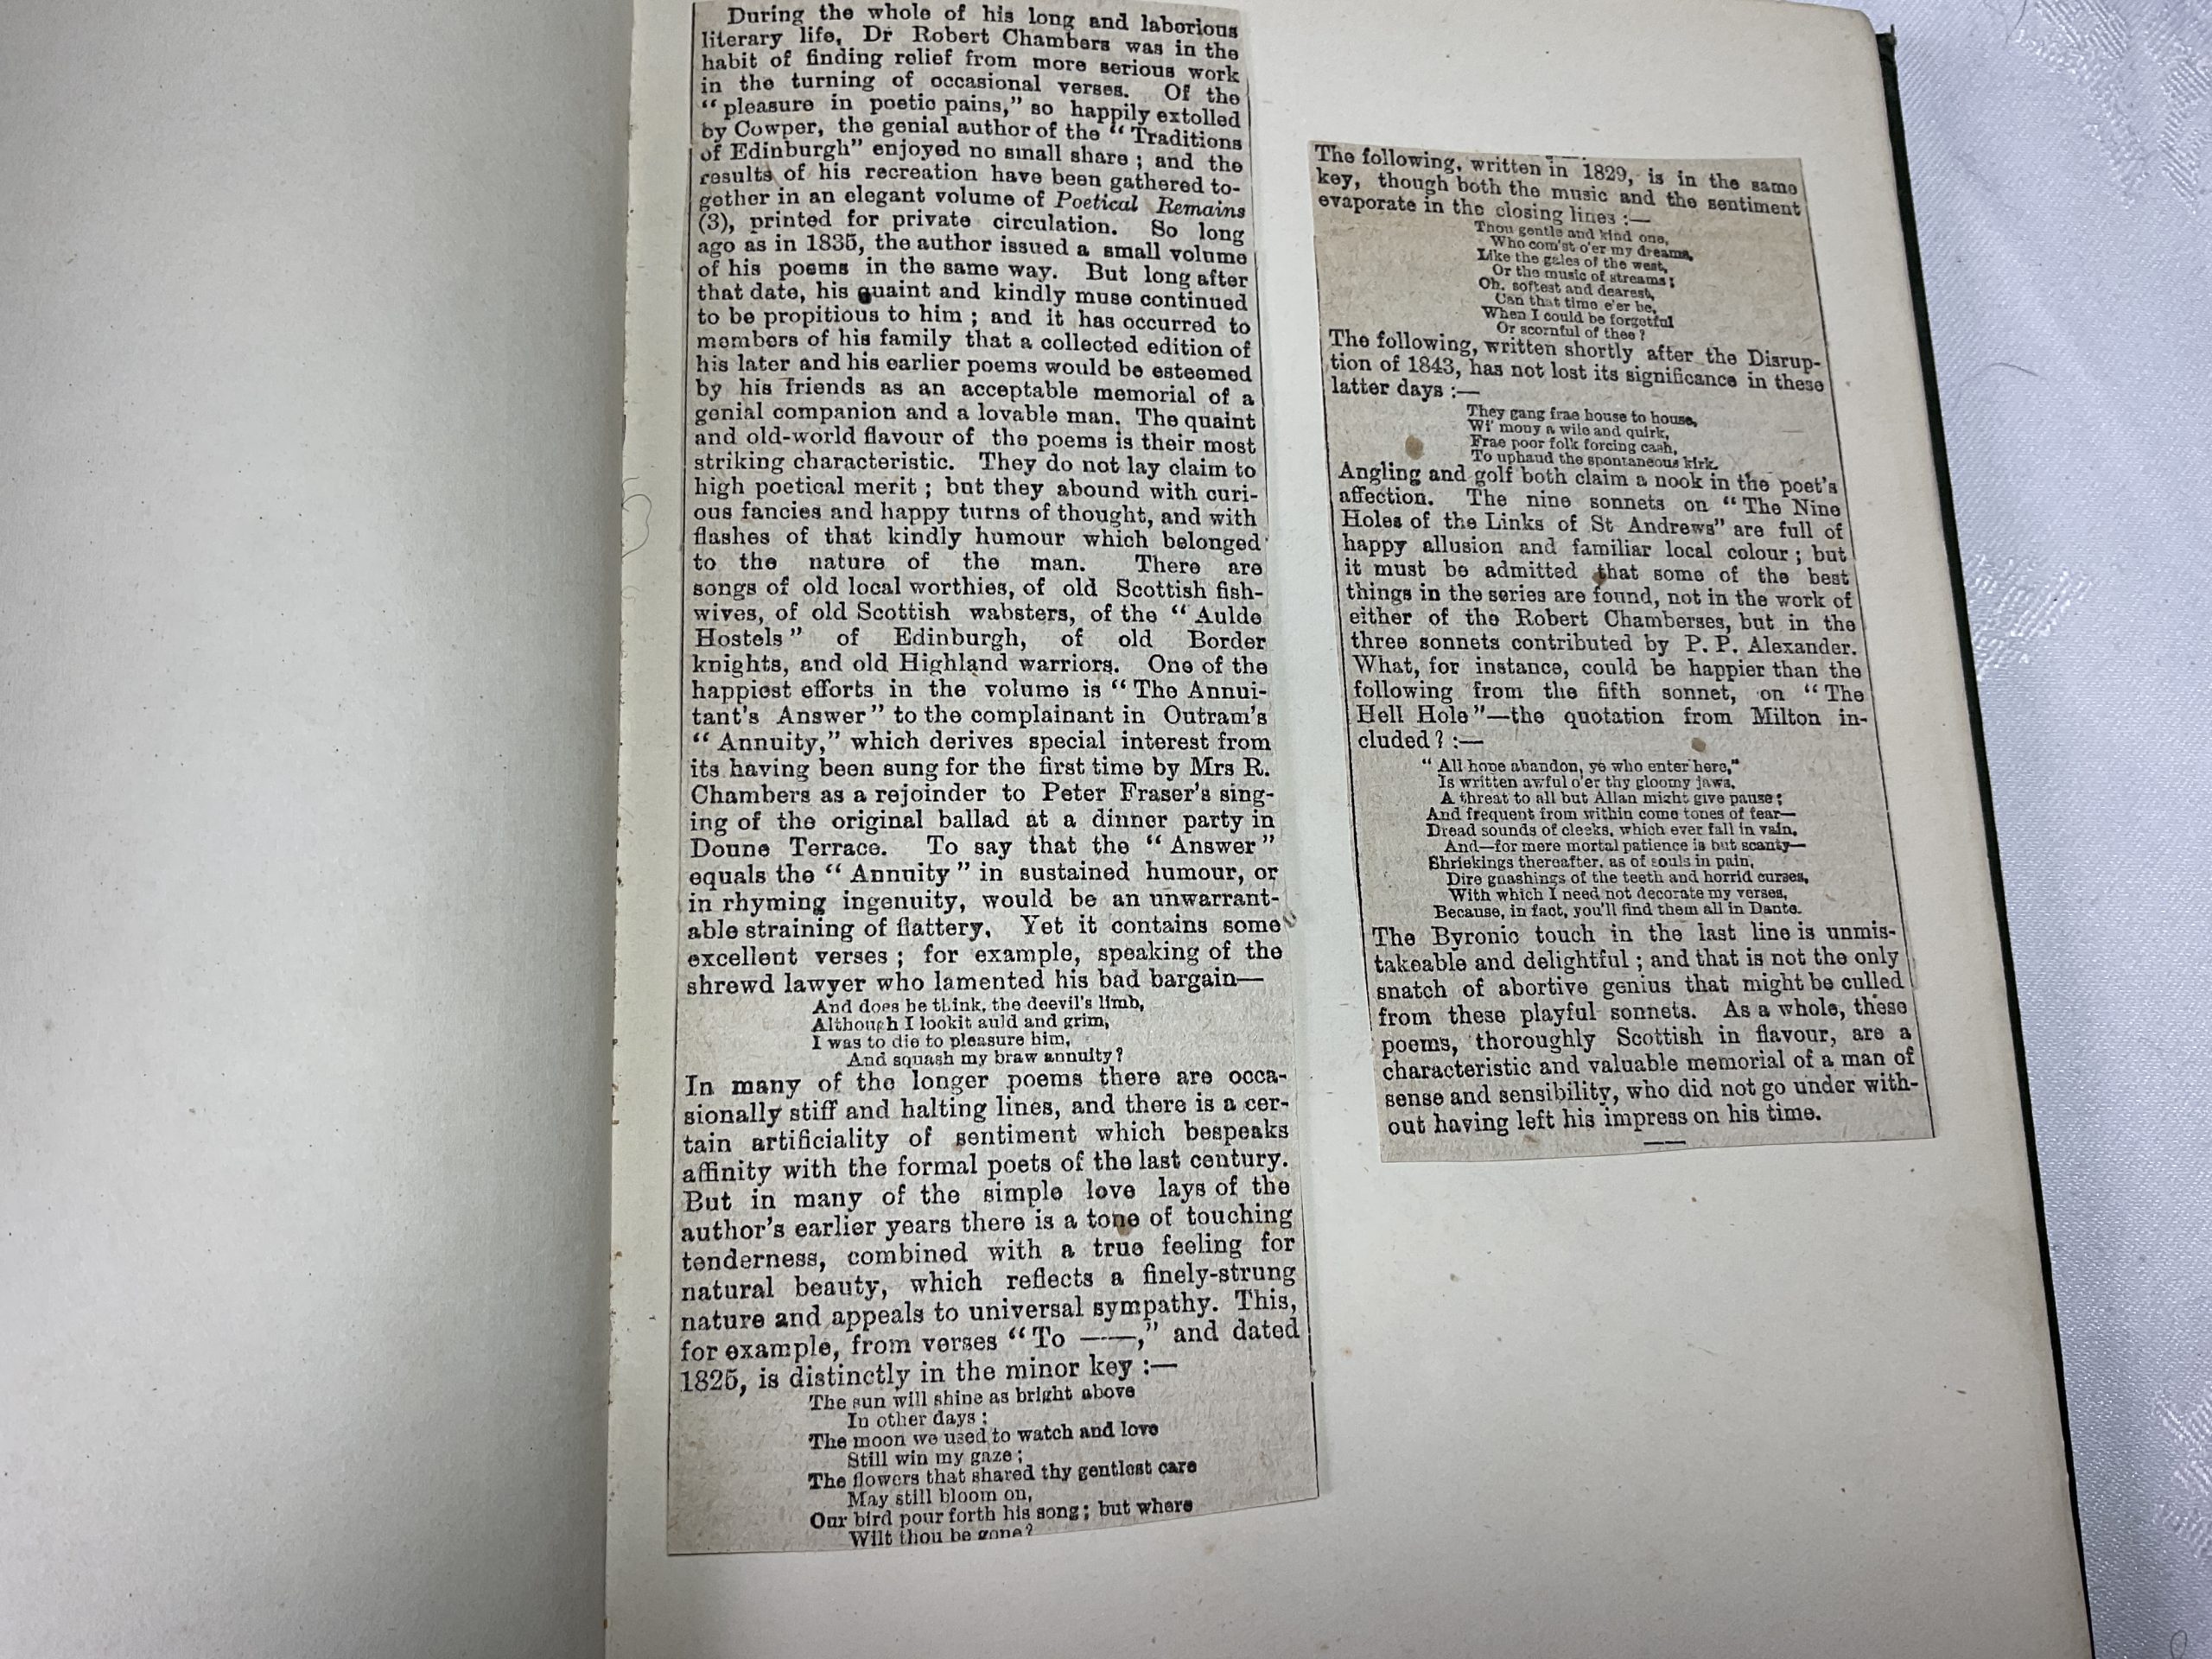 During the whole of his long and laborious
literary life, Dr Robert Chambers was in the
habit of finding relief from more serious work
in the turning of occasional verses. Of the
“pleasure in poetic pains,” so happily extolled
by Cowper, the genial author of the “Traditions
of Edinburgh” enjoyed no small share; and the
results of his recreation have been gathered to-
gether in an elegant volume of Poetical Remains
(3), printed for private circulation. So long
ago as in 1835, the author issued a small volume
of his poems in the same way. But long after
that date, his quaint and kindly muse continued
to be propitious to him; and it has occurred to
members of his family that a collected edition of
his later and his earlier poems would be esteemed
by his friends as an acceptable memorial of a
genial companion and a lovable man. The quaint
and old-world flavour of the poems is their most
striking characteristic. They do not lay claim to
high poetical merit; but they abound with curi-
ous fancies and happy turns of thought, and with
flashes of that kindly humour which belonged
to the nature of the man. There are
songs of old local worthies, of old Scottish fish-
wives, of old Scottish wabsters, of the “Aulde
Hostels” of Edinburgh, of old Border
knights, and old Highland warriors. One of the
happiest efforts in the volume is “The Annui-
tant's Answer” to the complainant in Outram's
“Annuity,” which derives special interest from
its having been sung for the first time by Mrs R.
Chambers as a rejoinder to Peter Fraser's sing-
ing of the original ballad at a dinner party in
Doune Terrace. To say that the “Answer”
equals the “Annuity” in sustained humour, or
in rhyming ingenuity, would be an unwarrant-
able straining of flattery. Yet it contains some
excellent verses; for example, speaking of the
shrewd lawyer who lamented his bad bargain—
And does he think, the deevil's limb,
Although I lookit auld and grim,
I was to die to pleasure him,
And squash my braw annuity?
In many of the longer poems there are occa-
sionally stiff and halting lines, and there is a cer-
tain artificiality of sentiment which bespeaks
affinity with the formal poets of the last century.
But in many of the simple love lays of the
author's earlier years there is a tone of touching
tenderness, combined with a true feeling for
natural beauty, which reflects a finely-strung
nature and appeals to universal sympathy. This,
for example, from verses “To ——,” and dated
1825, is distinctly in the minor key:—
The sun will shine as bright above
In other days;
The moon we used to watch and love
Still win my gaze;
The flowers that shared thy gentlest care
May still bloom on,
Our bird pour forth his song; but where
Wilt thou be gone?
The following, written in 1829, is in the same
key, though both the music and the sentiment
evaporate in the closing lines:—
Thou gentle and kind one,
Who com'st o'er my dreams,
Like the gales of the west,
Or the music of streams;
Oh, softest and dearest,
Can that time e'er be,
When I could be forgetful
Or scornful of thee?
The following, written shortly after the Disrup-
tion of 1843, has not lost its significance in these
latter days:—
They gang frae house to house,
Wi' mony a wile and quirk,
Frae poor folk forcing cash,
To uphaud the spontaneous kirk.
Angling and golf both claim a nook in the poet's
affection. The nine sonnets on “The Nine
Holes of the Links of St Andrews” are full of
happy allusion and familiar local colour; but
it must be admitted that some of the best
things in the series are found, not in the work of
either of the Robert Chamberses, but in the
three sonnets contributed by P. P. Alexander.
What, for instance, could be happier than the
following from the fifth sonnet, on “The
Hell Hole”—the quotation from Milton in-
cluded?:—
“All hope abandon, ye who enter here,”
Is written awful o'er thy gloomy jaws,
A threat to all but Allan might give pause;
And frequent from within come tones of fear—
Dread sounds of cleeks, which ever fall in vain,
And—for mere mortal patience is but scanty—
Shriekings thereafter, as of souls in pain,
Dire gnashings of the teeth and horrid curses,
With which I need not decorate my verses,
Because, in fact, you'll find them all in Dante.
The Byronic touch in the last line is unmis-
takeable and delightful; and that is not the only
snatch of abortive genius that might be culled
from these playful sonnets. As a whole, these
poems, thoroughly Scottish in flavour, are a
characteristic and valuable memorial of a man of
sense and sensibility, who did not go under with-
out having left his impress on his time.